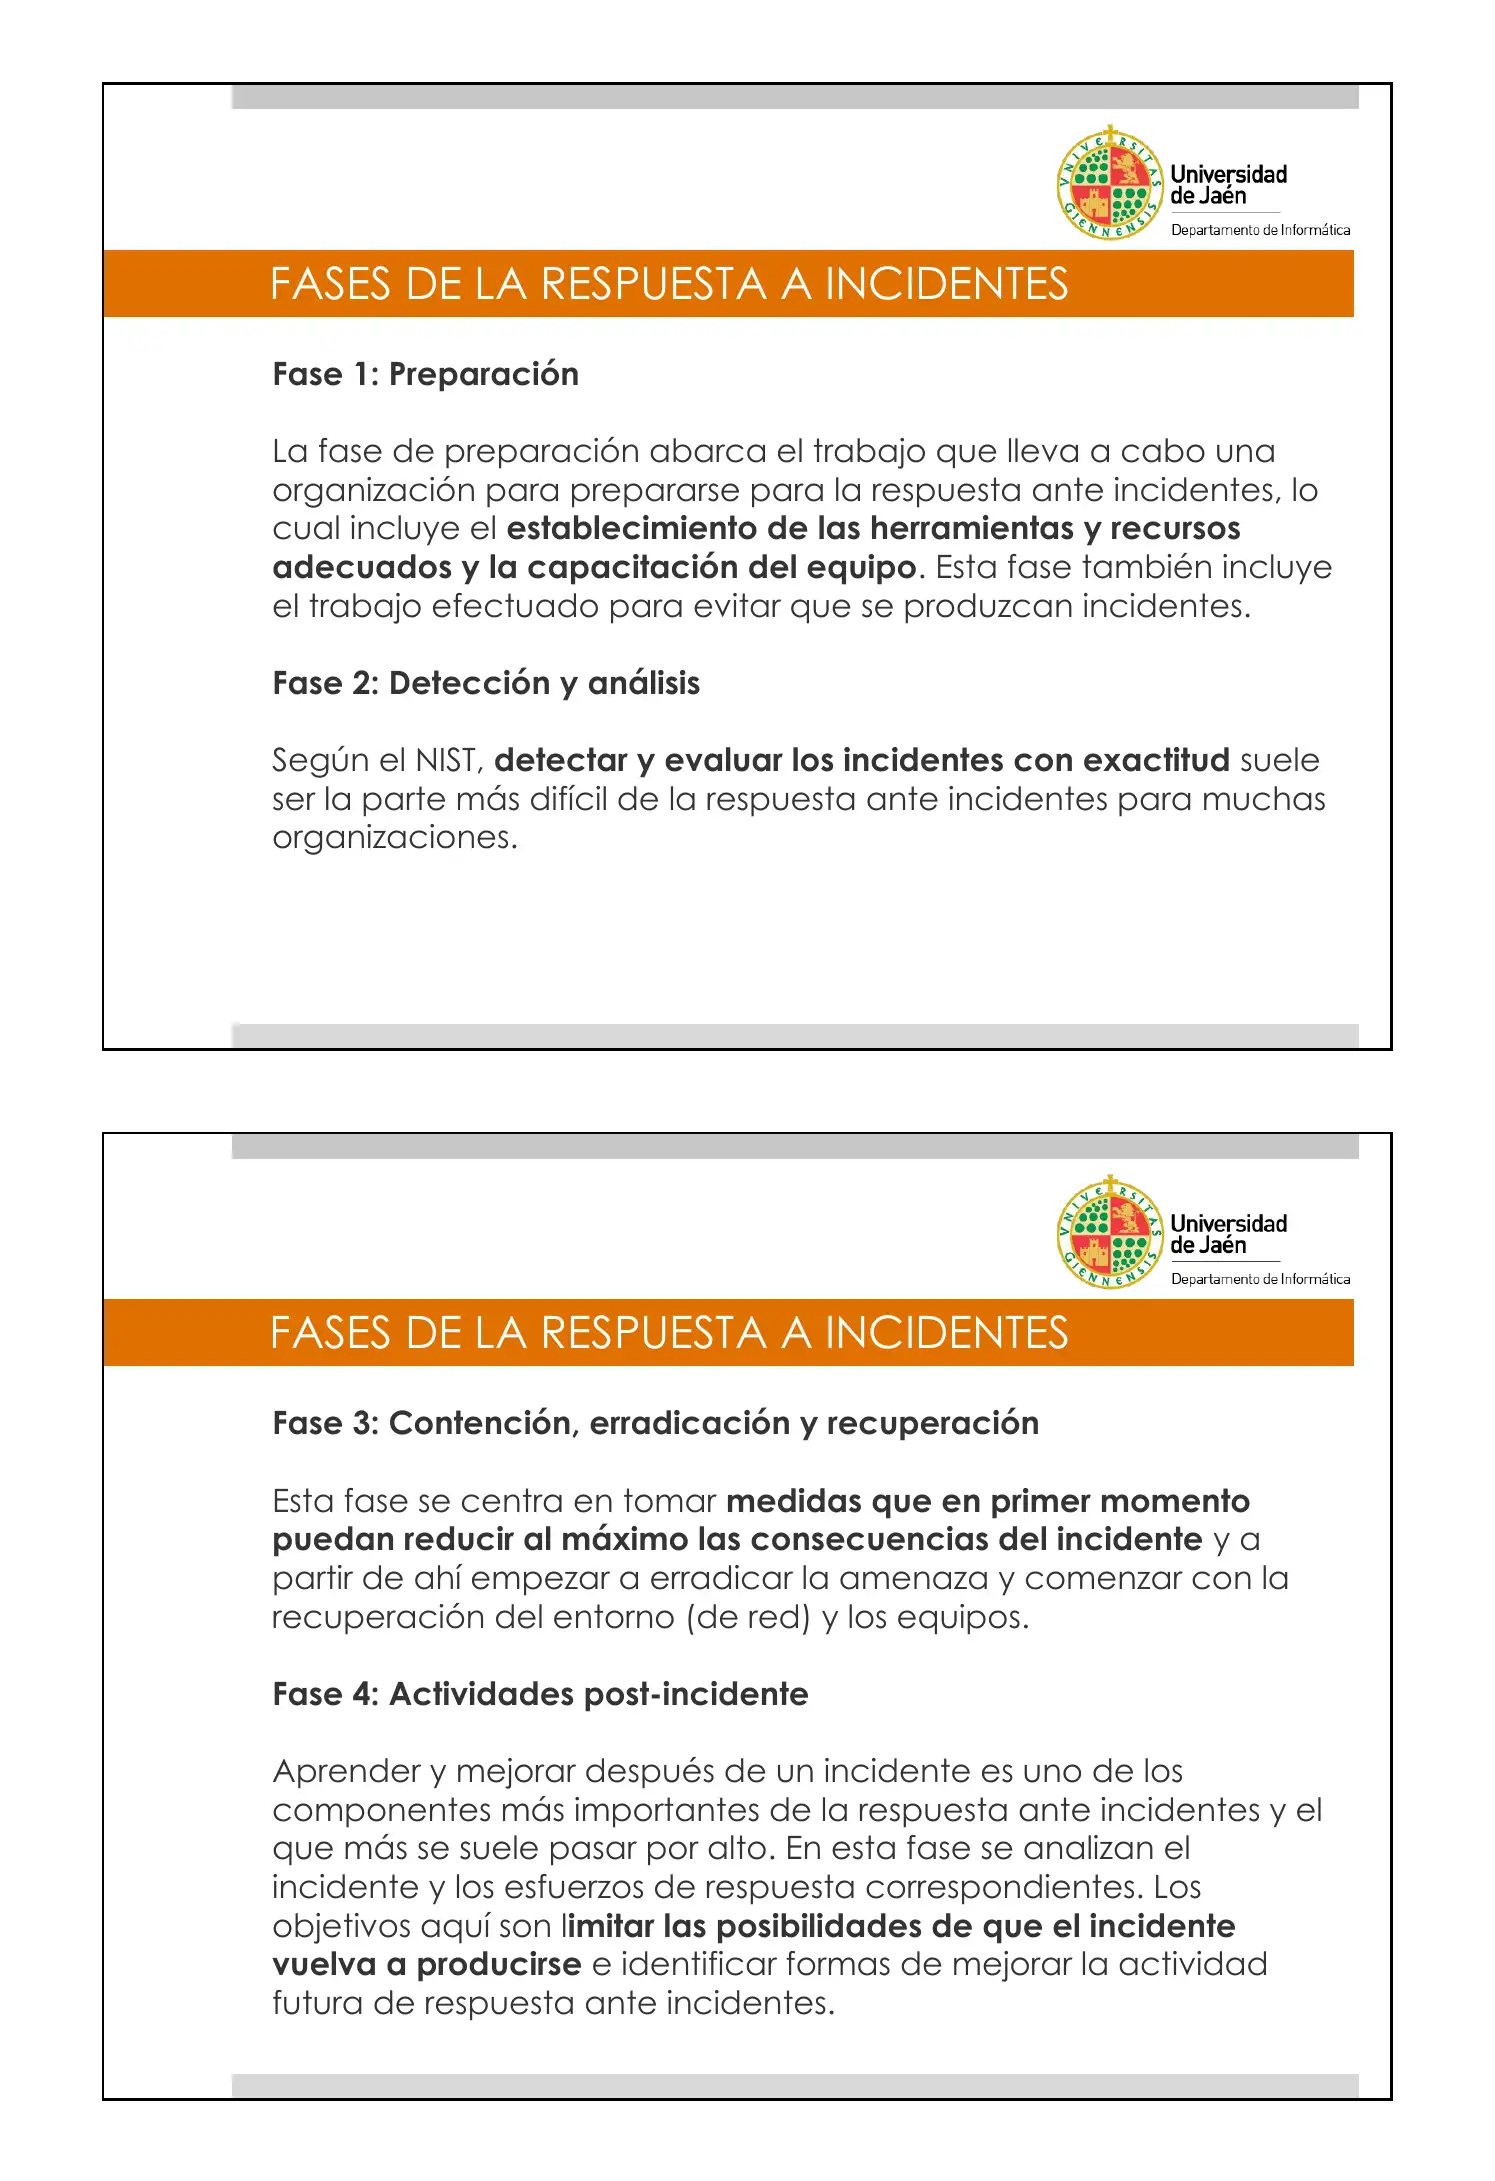 VNIVERSITAS GIENNENSIS
Universidad
de Jaén
Departamento de Informática
FASES DE LA RESPUESTA A INCIDENTES
Fase 1: Preparación
La fase de preparación abarca el trabajo que lleva a cabo una
organización para prepararse para la respuesta ante incidentes, lo
cual incluye el establecimiento de las herramientas y recursos
adecuados y la capacitación del equipo. Esta fase también incluye
el trabajo efectuado para evitar que se produzcan incidentes.
Fase 2: Detección y análisis
Según el NIST, detectar y evaluar los incidentes con exactitud suele
ser la parte más difícil de la respuesta ante incidentes para muchas
organizaciones.
VNIVERSITAS GIENNENSIS
Universidad
de Jaén
Departamento de Informática
FASES DE LA RESPUESTA A INCIDENTES
Fase 3: Contención, erradicación y recuperación
Esta fase se centra en tomar medidas que en primer momento
puedan reducir al máximo las consecuencias del incidente y a
partir de ahí empezar a erradicar la amenaza y comenzar con la
recuperación del entorno (de red) y los equipos.
Fase 4: Actividades post-incidente
Aprender y mejorar después de un incidente es uno de los
componentes más importantes de la respuesta ante incidentes y el
que más se suele pasar por alto. En esta fase se analizan el
incidente y los esfuerzos de respuesta correspondientes. Los
objetivos aquí son limitar las posibilidades de que el incidente
vuelva a producirse e identificar formas de mejorar la actividad
futura de respuesta ante incidentes.